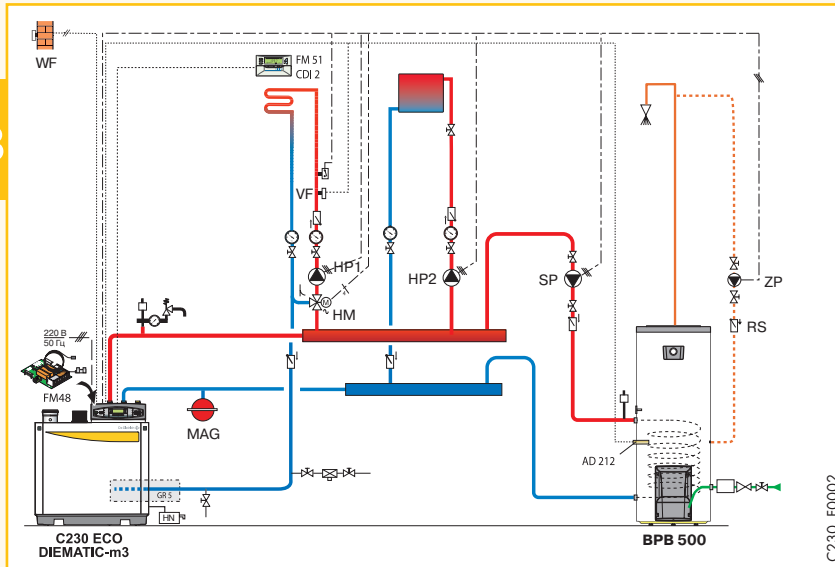 WF
FM 51
CDI 2
VF
HP1
HP2
SP
ZP
M
HM
RS
220 В
50 Гц
FM48
MAG
AD 212
GR 5
HN
C230 ECO
DIEMATIC-m3
BPB 500
C230_F0002